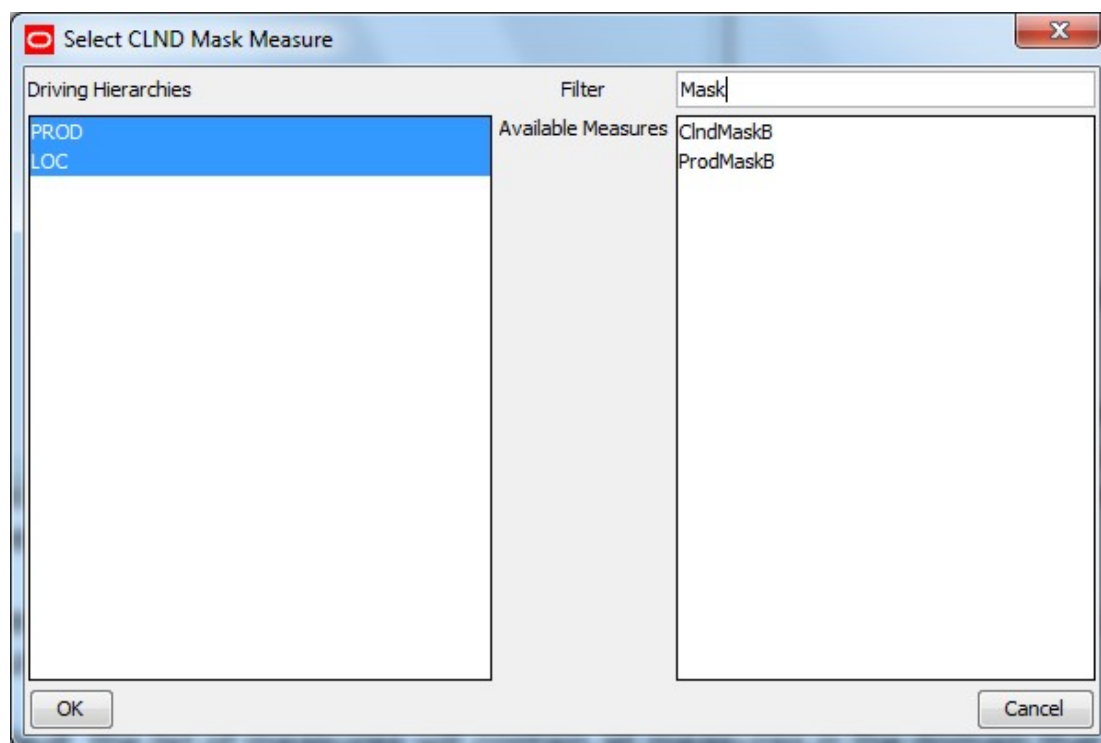 Select CLND Mask Measure
Driving Hierarchies
Filter
Mask
PROD
LOC
Available Measures
ClndMaskB
ProdMaskB
OK
Cancel